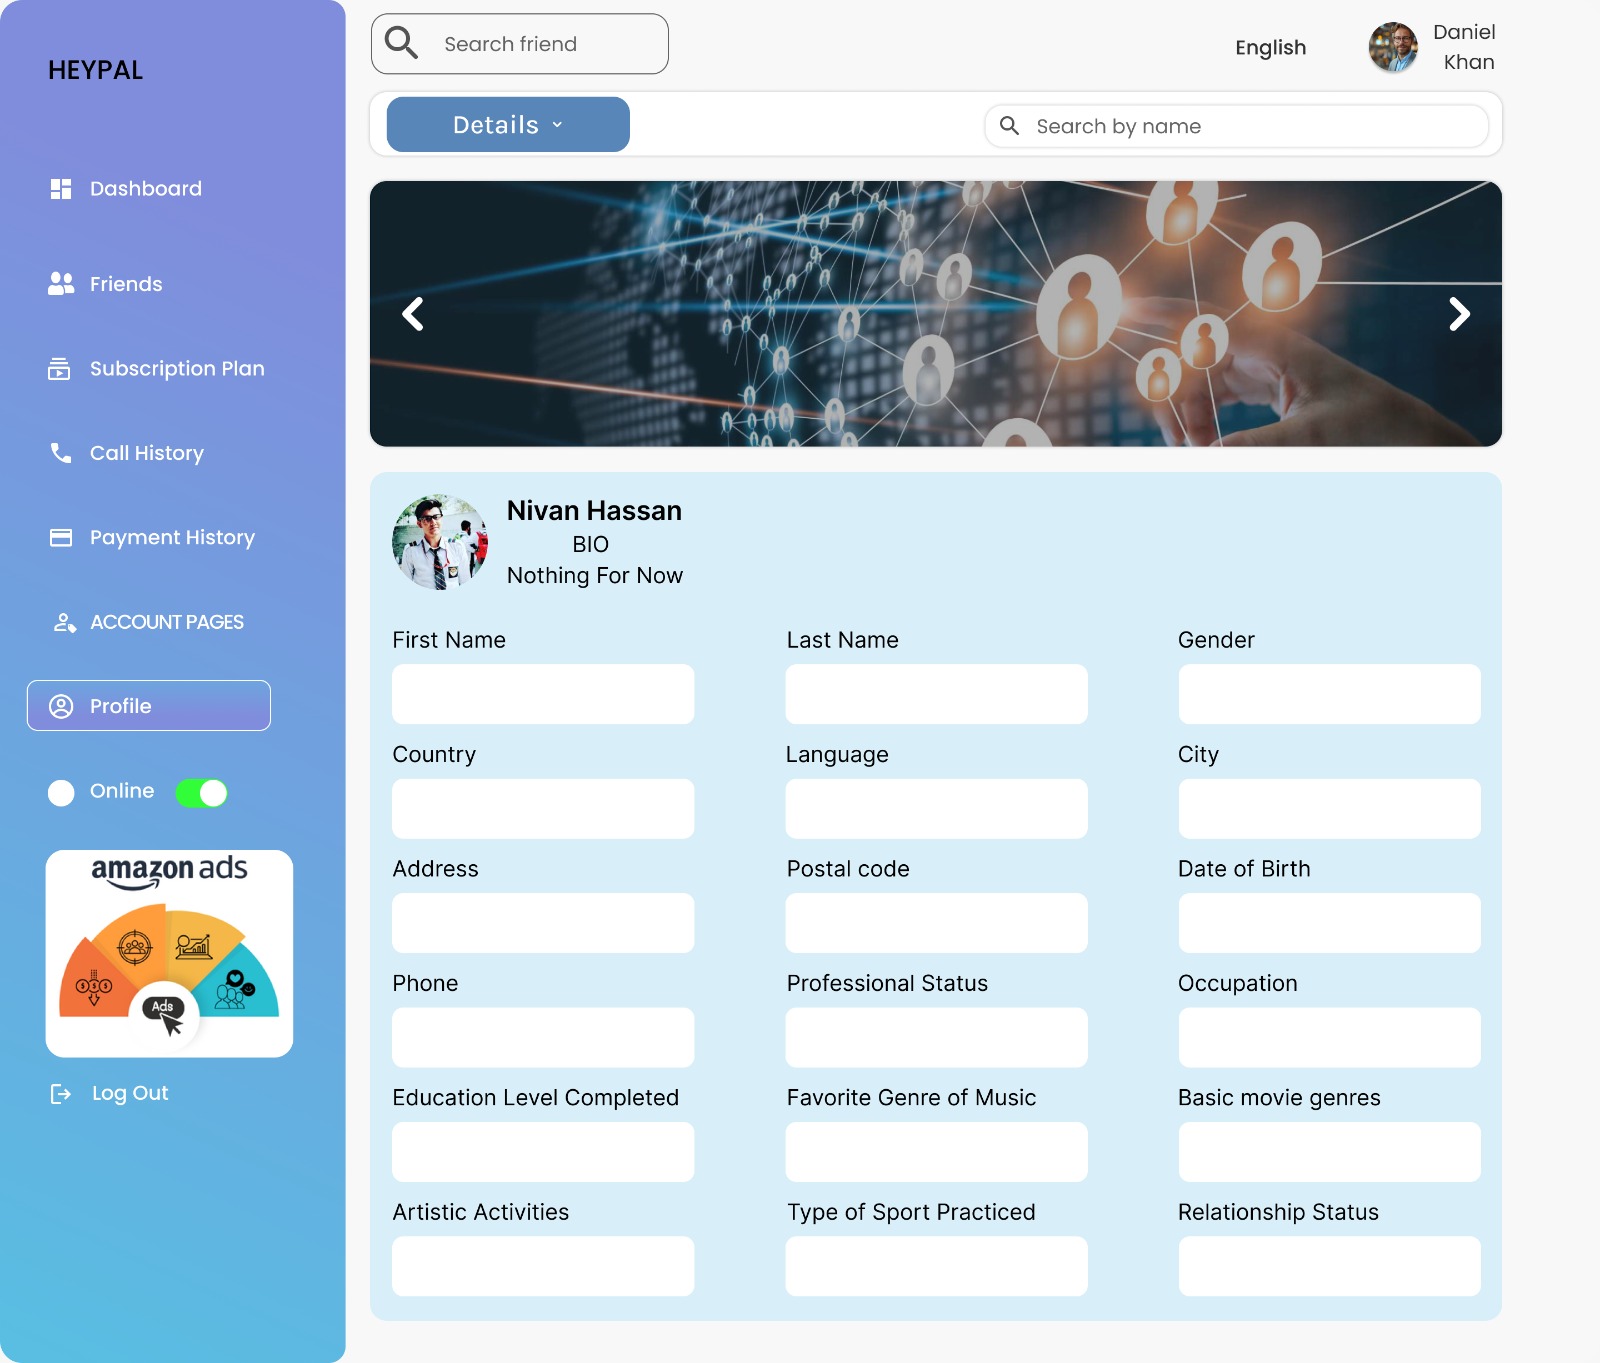 HEYPAL
Dashboard
Friends
Subscription Plan
Call History
Payment History
ACCOUNT PAGES
Profile
Online
amazon ads
Ads
Log Out
Search friend
English
Daniel
Khan
Details
Search by name
Nivan Hassan
BIO
Nothing For Now
First Name
Last Name
Gender
Country
Language
City
Address
Postal code
Date of Birth
Phone
Professional Status
Occupation
Education Level Completed
Favorite Genre of Music
Basic movie genres
Artistic Activities
Type of Sport Practiced
Relationship Status